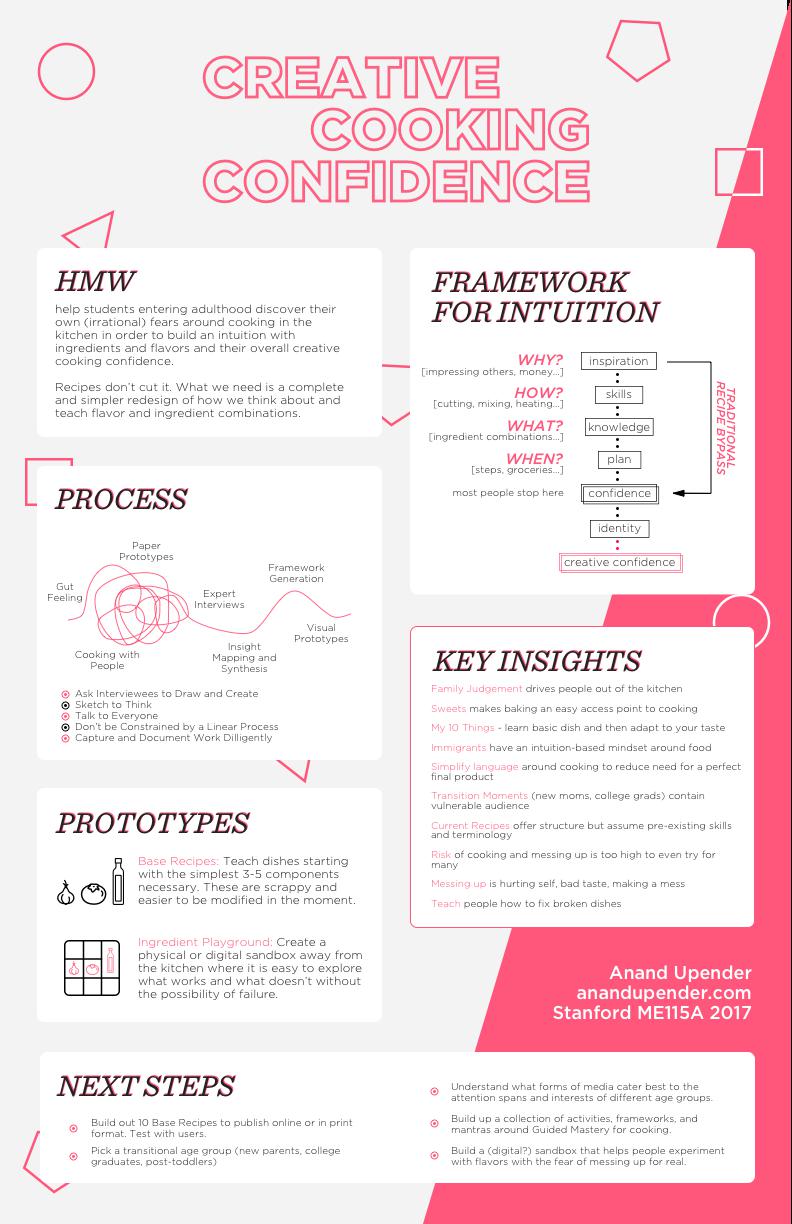 CREATIVE
COOKING
CONFIDENCE
HMW
help students entering adulthood discover their
own (irrational) fears around cooking in the
kitchen in order to build an intuition with
ingredients and flavors and their overall creative
cooking confidence.
Recipes don't cut it. What we need is a complete
and simpler redesign of how we think about and
teach flavor and ingredient combinations.
FRAMEWORK
FOR INTUITION
WHY?
[impressing others, money...]
inspiration
HOW?
[cutting, mixing, heating...]
skills
WHAT?
[ingredient combinations...]
knowledge
WHEN?
[steps, groceries...]
plan
most people stop here
confidence
identity
creative confidence
TRADITIONAL
RECIPE BYPASS
PROCESS
Paper
Prototypes
Gut
Feeling
Framework
Generation
Expert
Interviews
Visual
Prototypes
Cooking with
People
Insight
Mapping and
Synthesis
Ask Interviewees to Draw and Create
Sketch to Think
Talk to Everyone
Don't be Constrained by a Linear Process
Capture and Document Work Dilligently
KEY INSIGHTS
Family Judgement drives people out of the kitchen
Sweets makes baking an easy access point to cooking
My 10 Things - learn basic dish and then adapt to your taste
Immigrants have an intuition-based mindset around food
Simplify language around cooking to reduce need for a perfect
final product
Transition Moments (new moms, college grads) contain
vulnerable audience
Current Recipes offer structure but assume pre-existing skills
and terminology
Risk of cooking and messing up is too high to even try for
many
Messing up is hurting self, bad taste, making a mess
Teach people how to fix broken dishes
PROTOTYPES
Base Recipes: Teach dishes starting
with the simplest 3-5 components
necessary. These are scrappy and
easier to be modified in the moment.
Ingredient Playground: Create a
physical or digital sandbox away from
the kitchen where it is easy to explore
what works and what doesn't without
the possibility of failure.
Anand Upender
anandupender.com
Stanford ME115A 2017
NEXT STEPS
Build out 10 Base Recipes to publish online or in print
format. Test with users.
Pick a transitional age group (new parents, college
graduates, post-toddlers)
Understand what forms of media cater best to the
attention spans and interests of different age groups.
Build up a collection of activities, frameworks, and
mantras around Guided Mastery for cooking.
Build a (digital?) sandbox that helps people experiment
with flavors with the fear of messing up for real.